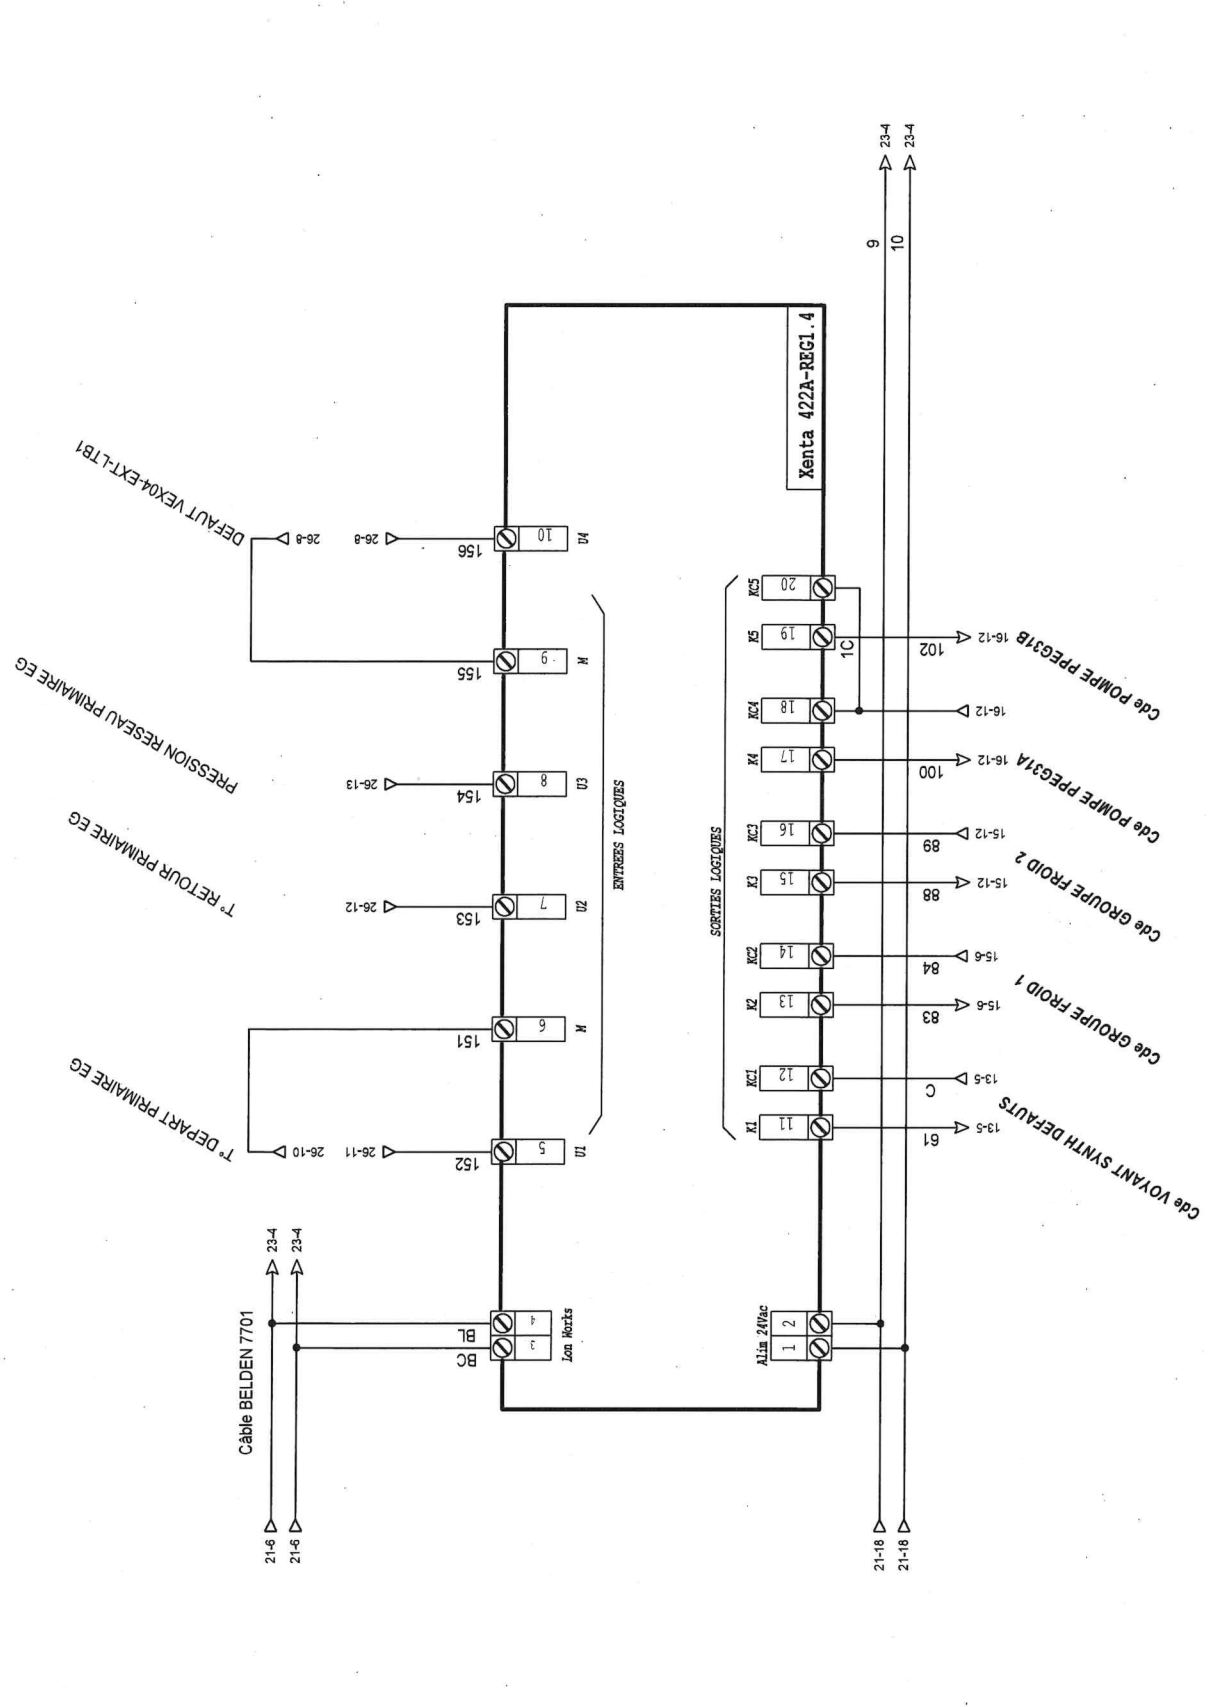 Câble BELDEN 7701
21-6
21-6
23-4
23-4
BL
BC
T° DEPART PRIMAIRE EG
T° RETOUR PRIMAIRE EG
PRESSION RESEAU PRIMAIRE EG
DEFAUT VEX04-EXT-LTB1
26-10
26-11
26-12
26-13
26-8
26-8
152
151
153
154
155
156
3
4
5
6
7
8
9
10
Lon Works
U1
M
U2
U3
M
U4
ENTREES LOGIQUES
Xenta 422A-REG1.4
SORTIES LOGIQUES
Alim 24Vac
K1
KC1
K2
KC2
K3
KC3
K4
KC4
K5
KC5
1
2
11
12
13
14
15
16
17
18
19
20
1C
61
C
83
84
88
89
100
102
9
10
13-5
13-5
15-6
15-6
15-12
15-12
16-12
16-12
16-12
Cde VOYANT SYNTH DEFAUTS
Cde GROUPE FROID 1
Cde GROUPE FROID 2
Cde POMPE PPEG31A
Cde POMPE PPEG31B
21-18
21-18
23-4
23-4